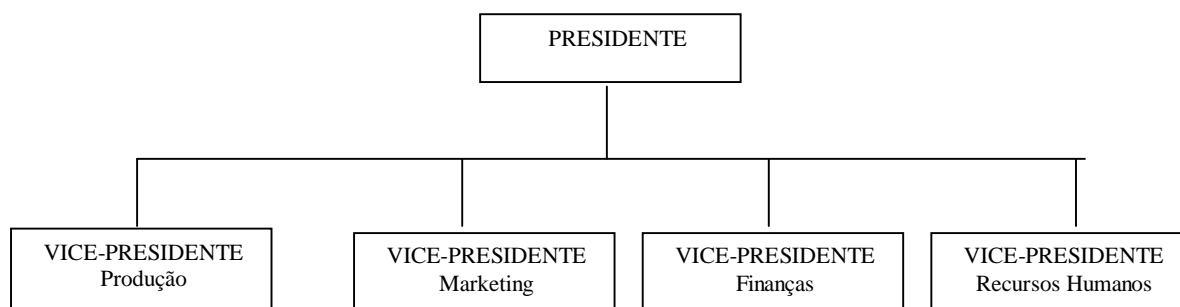 PRESIDENTE
VICE-PRESIDENTE
Produção
VICE-PRESIDENTE
Marketing
VICE-PRESIDENTE
Finanças
VICE-PRESIDENTE
Recursos Humanos